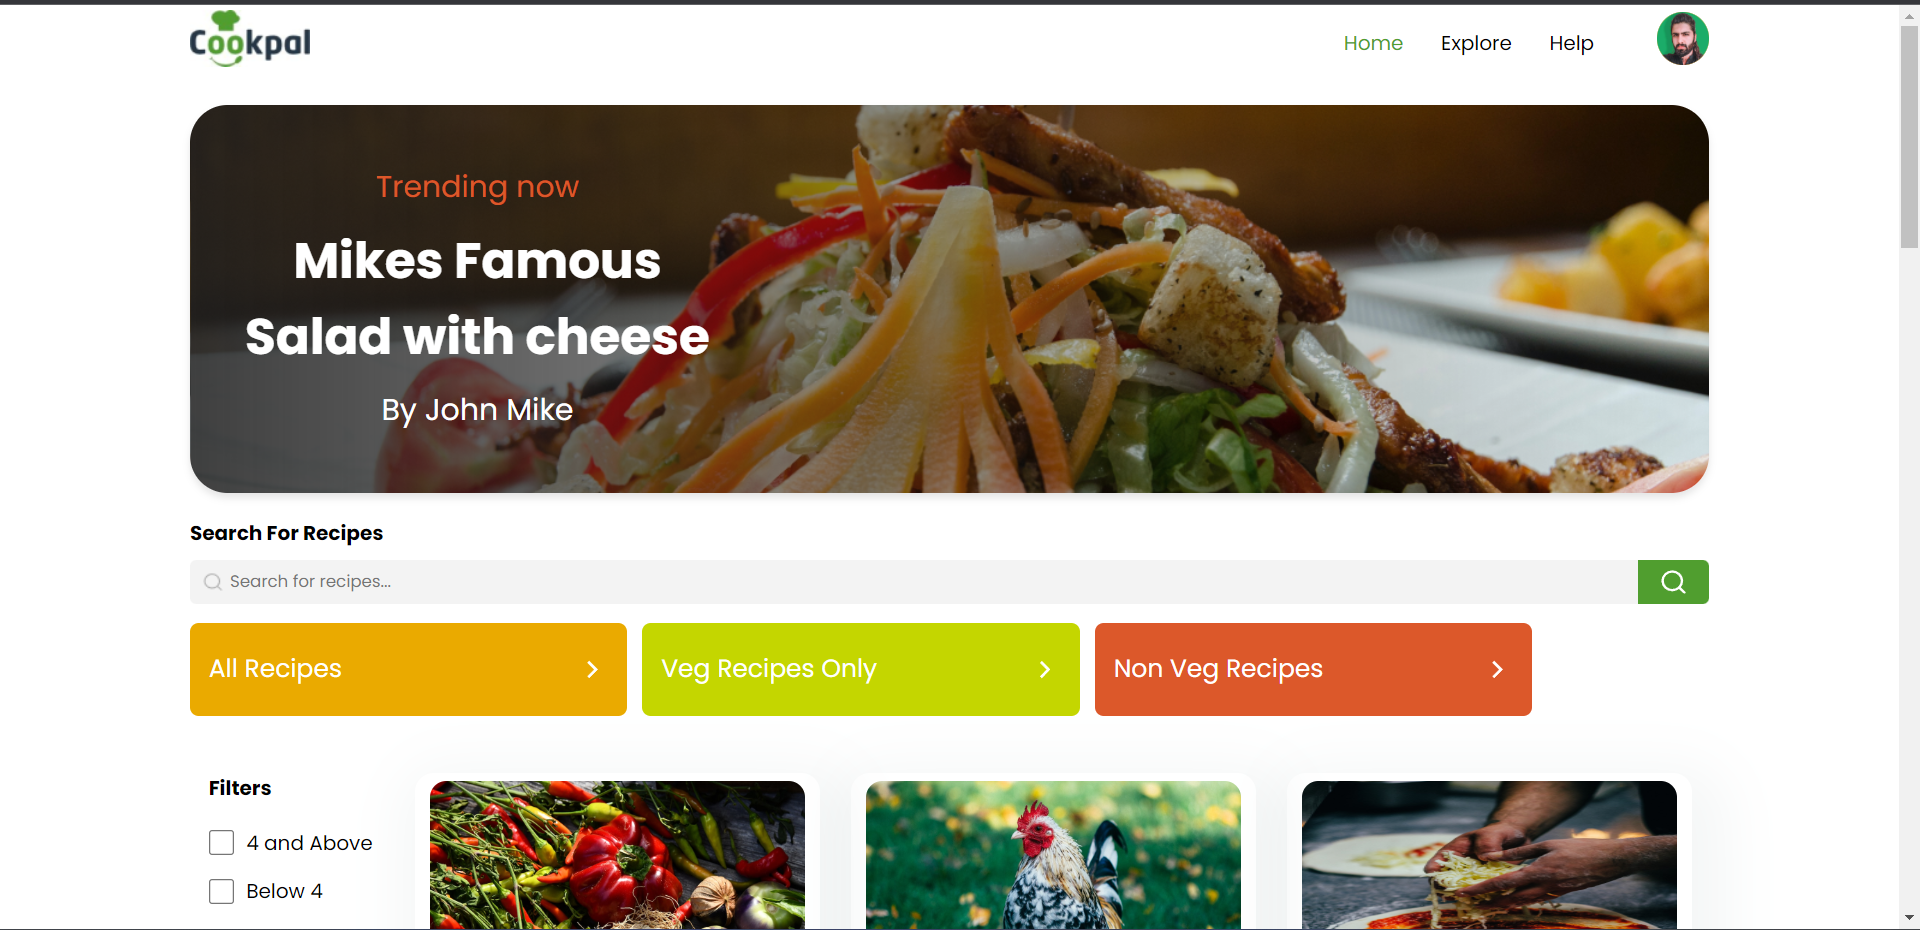 Cookpal
Home Explore Help
Trending now
Mikes Famous
Salad with cheese
By John Mike
Search For Recipes
Search for recipes...
All Recipes
Veg Recipes Only
Non Veg Recipes
Filters
4 and Above
Below 4